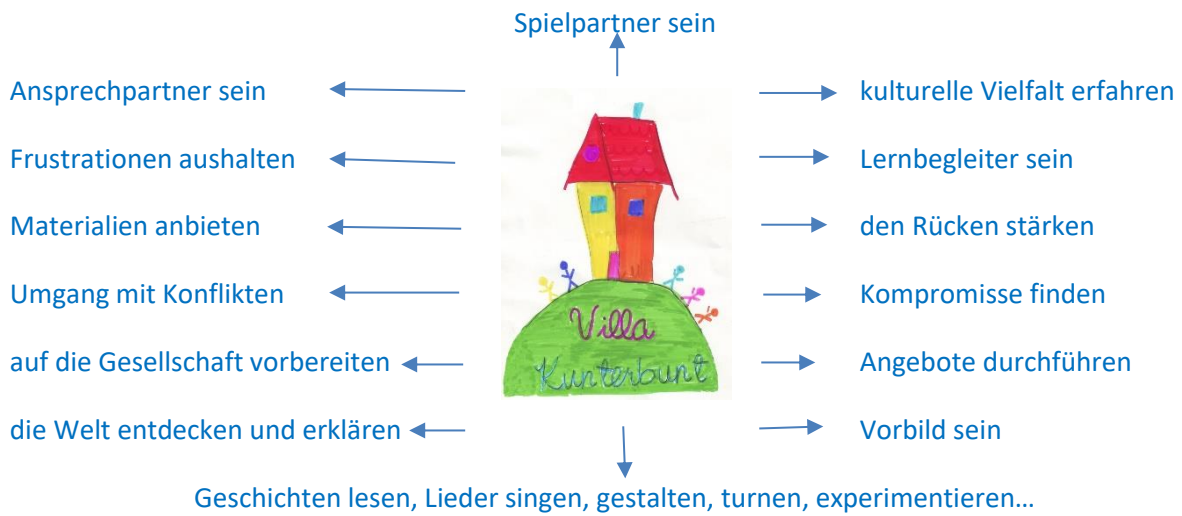 Spielpartner sein
Ansprechpartner sein
kulturelle Vielfalt erfahren
Frustrationen aushalten
Lernbegleiter sein
Materialien anbieten
den Rücken stärken
Umgang mit Konflikten
Kompromisse finden
Villa
Kunterbunt
auf die Gesellschaft vorbereiten
Angebote durchführen
die Welt entdecken und erklären
Vorbild sein
Geschichten lesen, Lieder singen, gestalten, turnen, experimentieren…